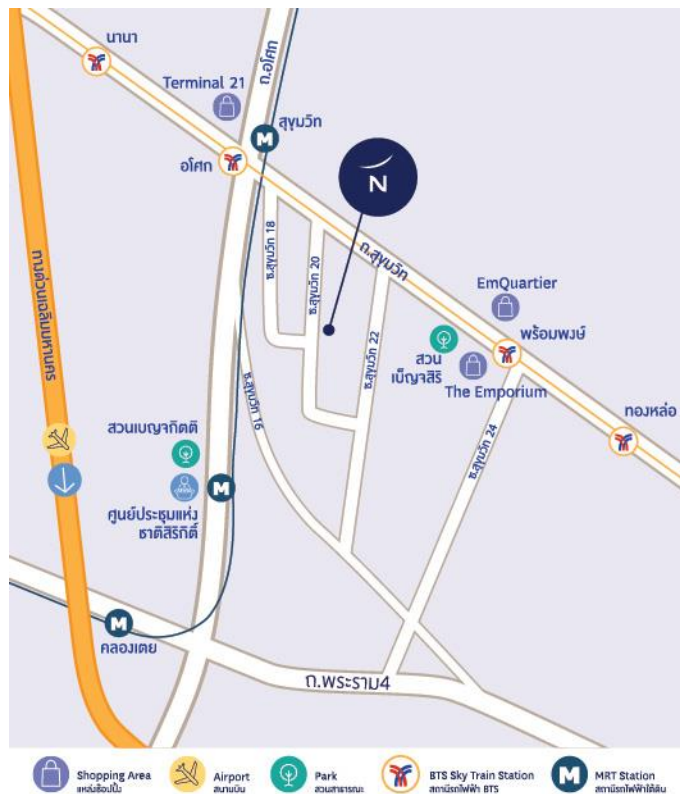 นานา
Terminal 21
ถ.อโศก
สุขุมวิท
M
อโศก
N
ซ.สุขุมวิท 18
ซ.สุขุมวิท 20
ถ.สุขุมวิท
EmQuartier
พร้อมพงษ์
สวน
เบ็ญจสิริ
The Emporium
ซ.สุขุมวิท 22
ทางด่วนเฉลิมมหานคร
ซ.สุขุมวิท 16
ทองหล่อ
ซ.สุขุมวิท 24
สวนเบญจกิตติ
M
ศูนย์ประชุมแห่ง
ชาติสิริกิติ์
M
คลองเตย
ถ.พระราม4
Shopping Area
แหล่งช้อปปิ้ง
Airport
สนามบิน
Park
สวนสาธารณะ
BTS Sky Train Station
สถานีรถไฟฟ้า BTS
M
MRT Station
สถานีรถไฟฟ้าใต้ดิน